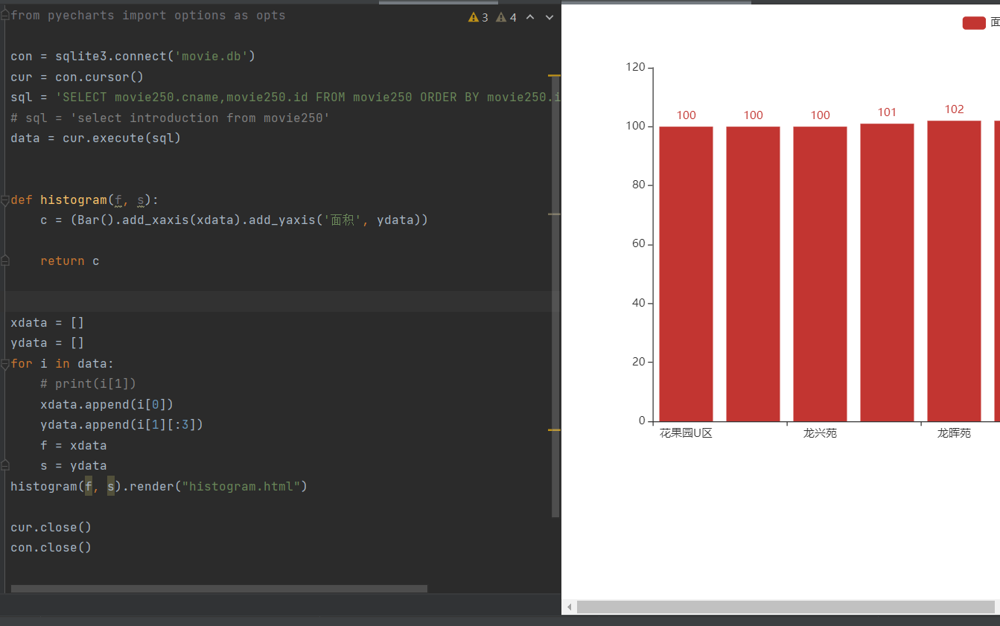 from pyecharts import options as opts
3 4
con = sqlite3.connect('movie.db')
cur = con.cursor()
sql = 'SELECT movie250.cname,movie250.id FROM movie250 ORDER BY movie250.i
# sql = 'select introduction from movie250'
data = cur.execute(sql)
def histogram(f, s):
c = (Bar().add_xaxis(xdata).add_yaxis('面积', ydata))
return c
xdata = []
ydata = []
for i in data:
# print(i[1])
xdata.append(i[0])
ydata.append(i[1][:3])
f = xdata
s = ydata
histogram(f, s).render("histogram.html")
cur.close()
con.close()
面
120
100
80
60
40
20
0
100 100 100 101 102
花果园U区 龙兴苑 龙晖苑